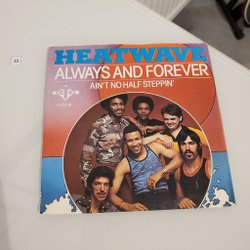 HEATWAVE
ALWAYS AND FOREVER
AIN'T NO HALF STEPPIN'